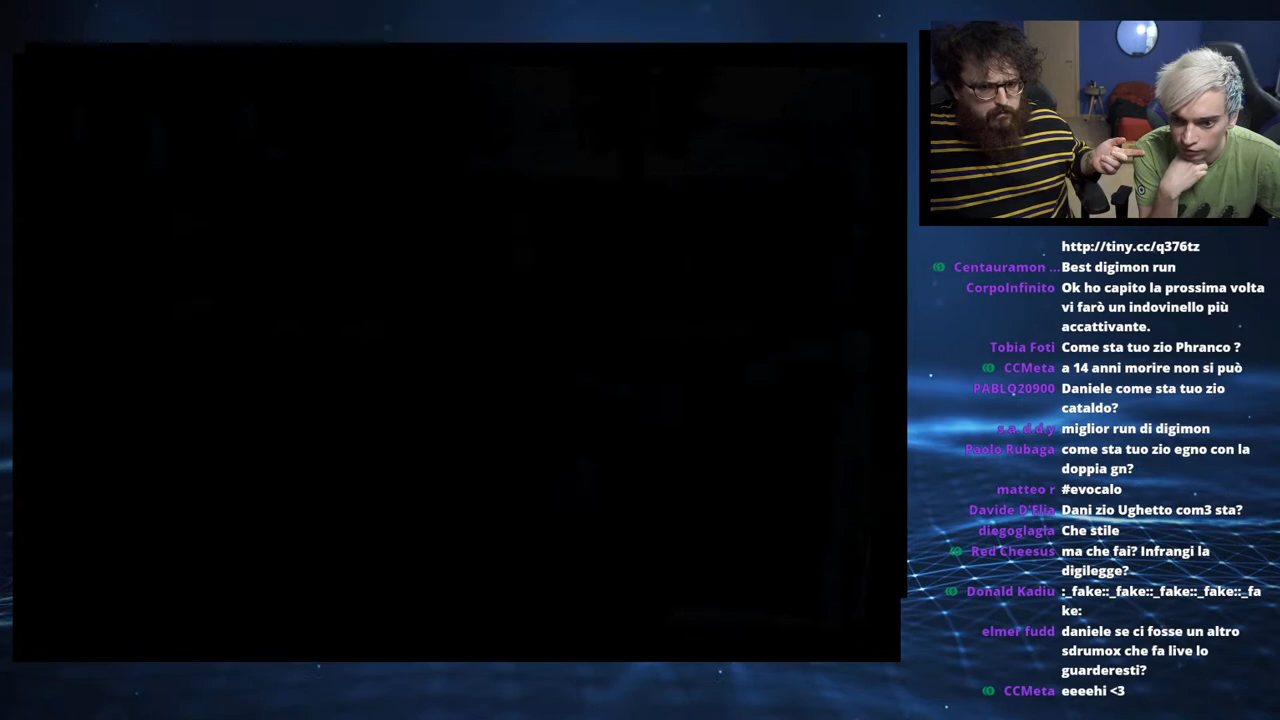 http://tiny.cc/q376tz
Centauramon ... Best digimon run
CorpoInfinito Ok ho capito la prossima volta
vi farò un indovinello più
accattivante.
Tobia Foti Come sta tuo zio Phranco ?
CCMeta a 14 anni morire non si può
PABLO20900 Daniele come sta tuo zio
cataldo?
s.a. d.d.y miglior run di digimon
Paolo Rubaga come sta tuo zio egno con la
doppia gn?
matteo r #evocalo
Davide D'Elia Dani zio Ughetto com3 sta?
diegoglagla Che stile
Red Cheesus ma che fai? Infrangi la
digilegge?
Donald Kadiu :_fake::_fake::_fake::_fake::_fa
ke:
elmer fudd daniele se ci fosse un altro
sdrumox che fa live lo
guarderesti?
CCMeta eeeehi <3